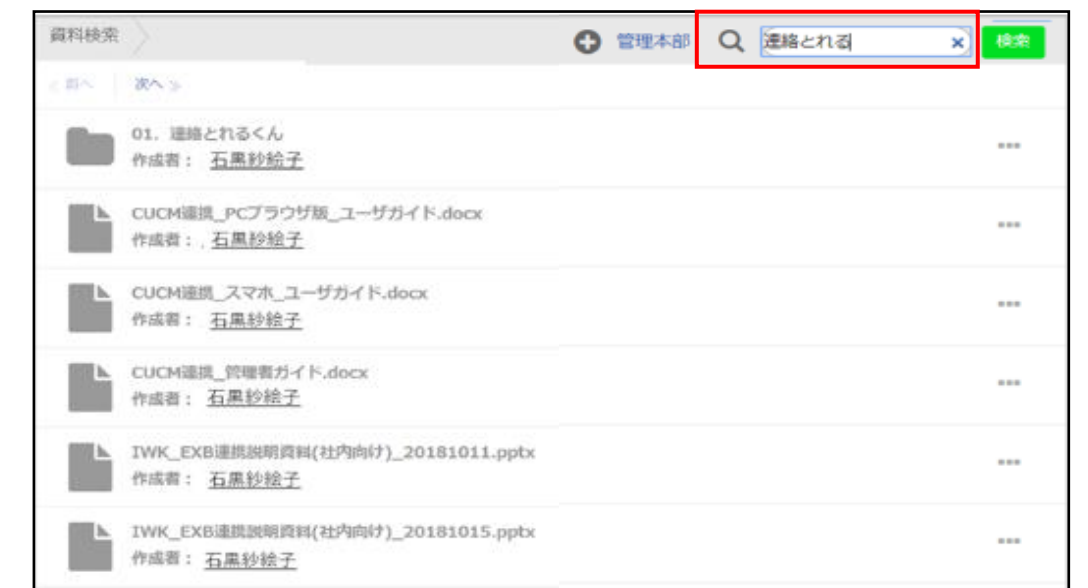 資料検索
管理本部 連絡とれる × 検索
< 前へ 次へ >
01. 連絡とれるくん
作成者： 石黒紗絵子
CUCM連携_PCブラウザ版_ユーザガイド.docx
作成者： 石黒紗絵子
CUCM連携_スマホ_ユーザガイド.docx
作成者： 石黒紗絵子
CUCM連携_管理者ガイド.docx
作成者： 石黒紗絵子
IWK_EXB連携説明資料(社内向け)_20181011.pptx
作成者： 石黒紗絵子
IWK_EXB連携説明資料(社内向け)_20181015.pptx
作成者： 石黒紗絵子